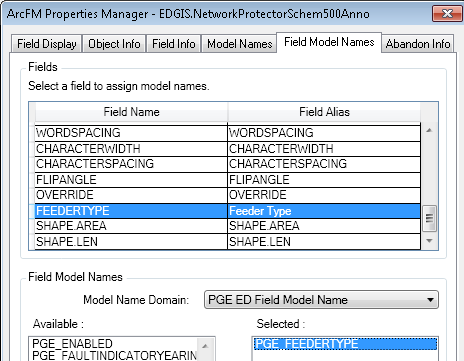 ArcFM Properties Manager - EDGIS.NetworkProtectorSchem500Anno
Field Display Object Info Field Info Model Names Field Model Names Abandon Info
Fields
Select a field to assign model names.
Field Name Field Alias
WORDSPACING WORDSPACING
CHARACTERWIDTH CHARACTERWIDTH
CHARACTERSPACING CHARACTERSPACING
FLIPANGLE FLIPANGLE
OVERRIDE OVERRIDE
FEEDERTYPE Feeder Type
SHAPE.AREA SHAPE.AREA
SHAPE.LEN SHAPE.LEN
Field Model Names
Model Name Domain: PGE ED Field Model Name
Available : Selected :
PGE_ENABLED PGE_FEEDERTYPE
PGE_FAULTINDICATORYEARIN